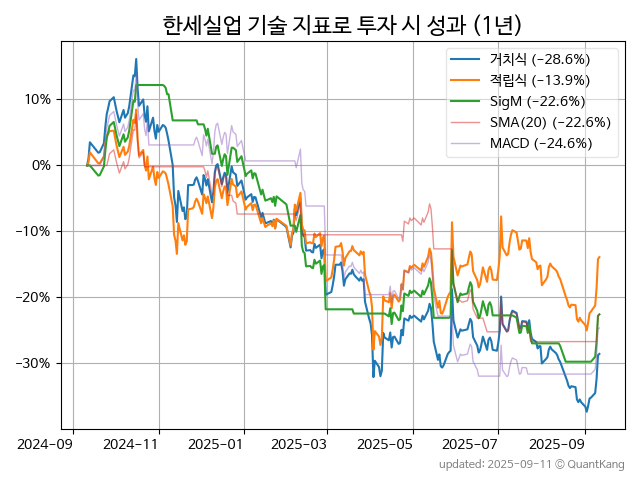 한세실업 기술 지표로 투자 시 성과 (1년)
거치식 (−28.6%)
적립식 (−13.9%)
SigM (−22.6%)
SMA(20) (−22.6%)
MACD (−24.6%)
10%
0%
−10%
−20%
−30%
2024-09 2024-11 2025-01 2025-03 2025-05 2025-07 2025-09
updated: 2025-09-11 © QuantKang